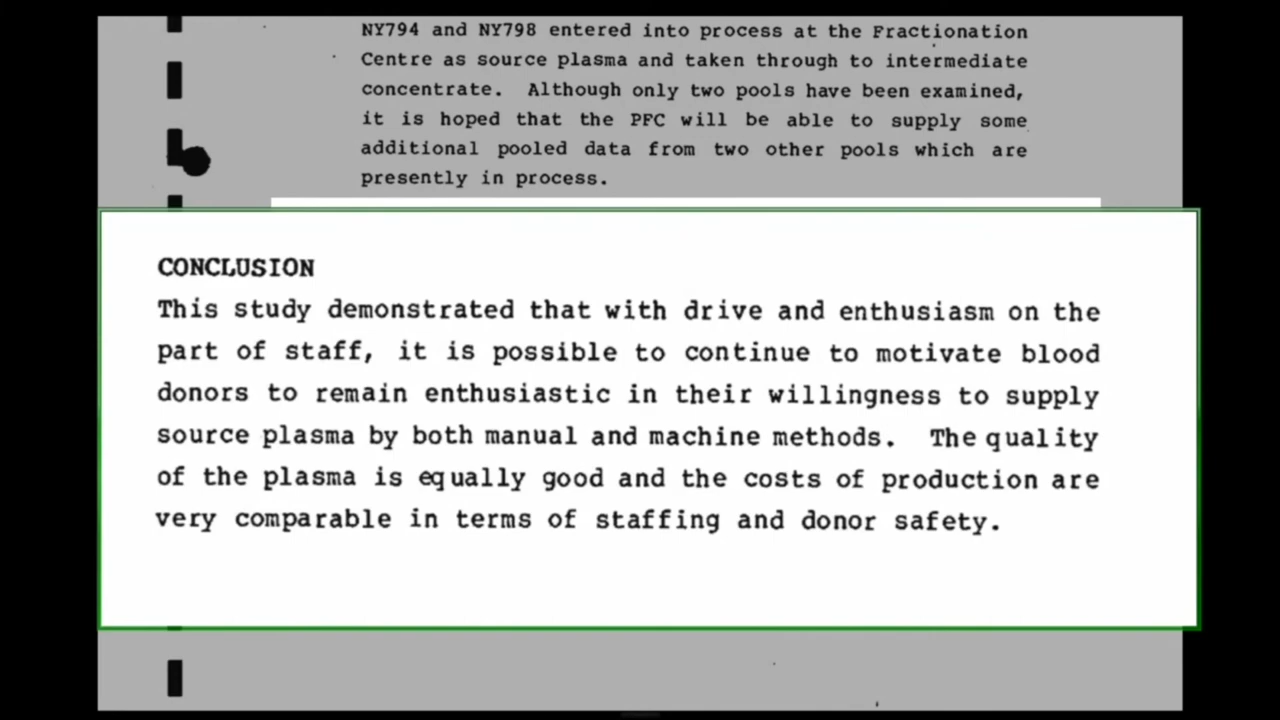 NY794 and NY798 entered into process at the Fractionation
Centre as source plasma and taken through to intermediate
concentrate. Although only two pools have been examined,
it is hoped that the PFC will be able to supply some
additional pooled data from two other pools which are
presently in process.
CONCLUSION
This study demonstrated that with drive and enthusiasm on the
part of staff, it is possible to continue to motivate blood
donors to remain enthusiastic in their willingness to supply
source plasma by both manual and machine methods. The quality
of the plasma is equally good and the costs of production are
very comparable in terms of staffing and donor safety.